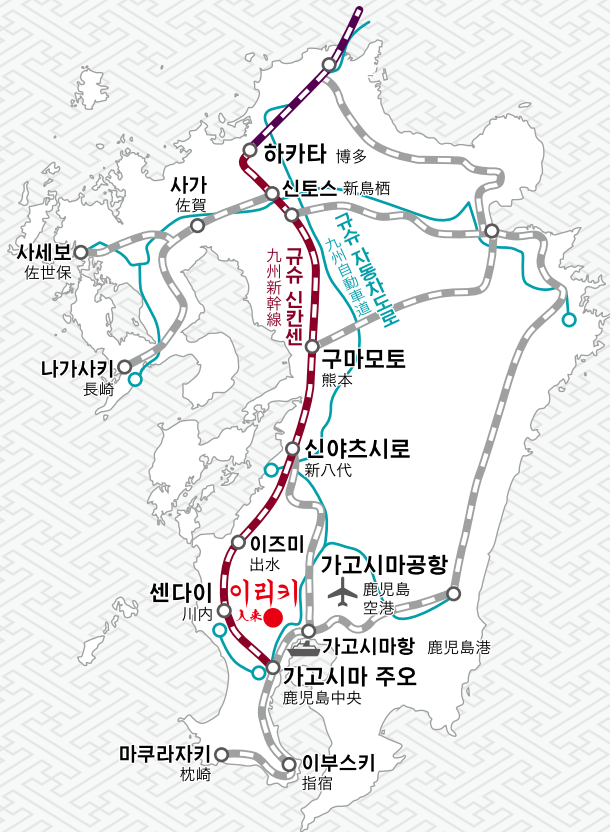 하카타 博多
사가
佐賀
신토스 新鳥栖
사세보
佐世保
규슈 자동차도로
九州自動車道
규슈 신칸센
九州新幹線
구마모토
熊本
나가사키
長崎
신야츠시로
新八代
이즈미
出水
가고시마공항
鹿児島
空港
센다이
川内
이리키
入来
가고시마항 鹿児島港
가고시마 주오
鹿児島中央
마쿠라자키
枕崎
이부스키
指宿